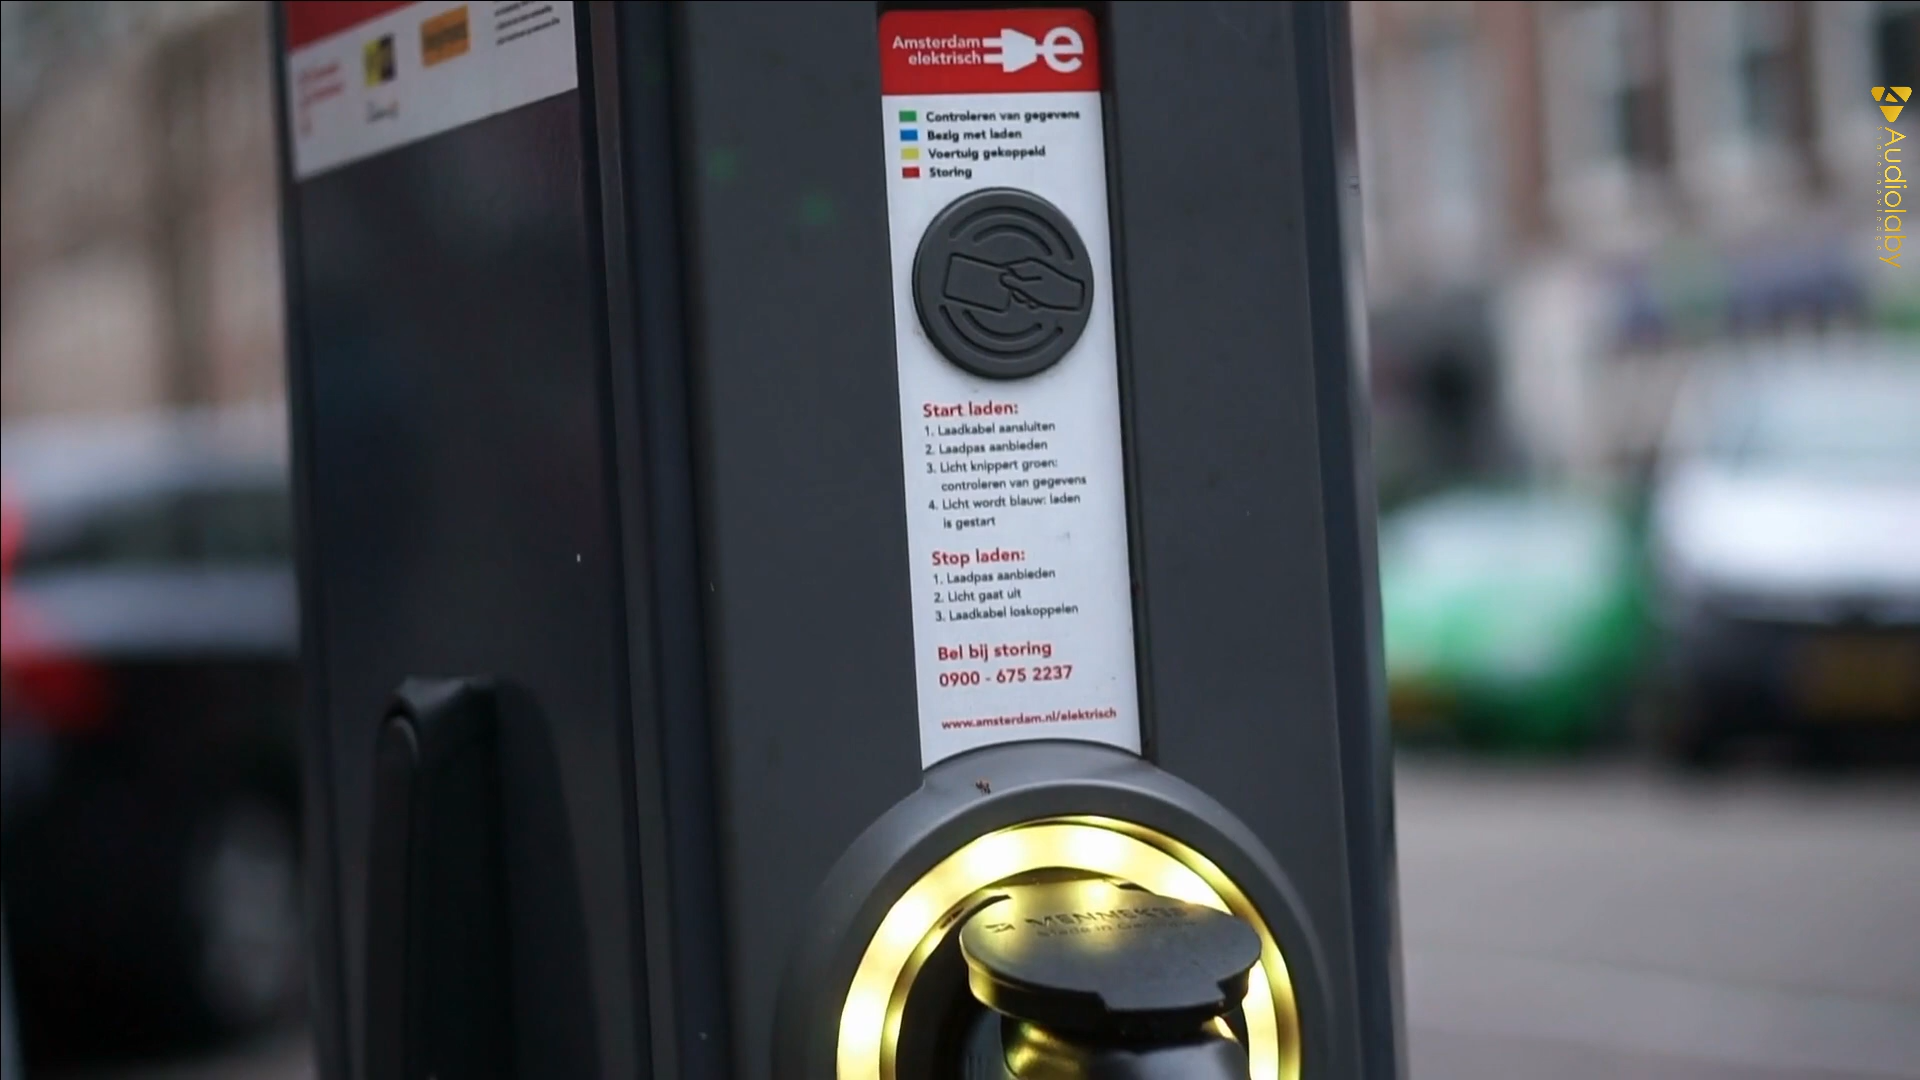 Amsterdam
elektrisch
e
Controleren van gegevens
Bezig met laden
Voertuig gekoppeld
Storing
Start laden:
1. Laadkabel aansluiten
2. Laadpas aanbieden
3. Licht knippert groen:
controleren van gegevens
4. Licht wordt blauw: laden
is gestart
Stop laden:
1. Laadpas aanbieden
2. Licht gaat uit
3. Laadkabel loskoppelen
Bel bij storing
0900 - 675 2237
www.amsterdam.nl/elektrisch
MENNEKES
Made in Germany
Audiolaby